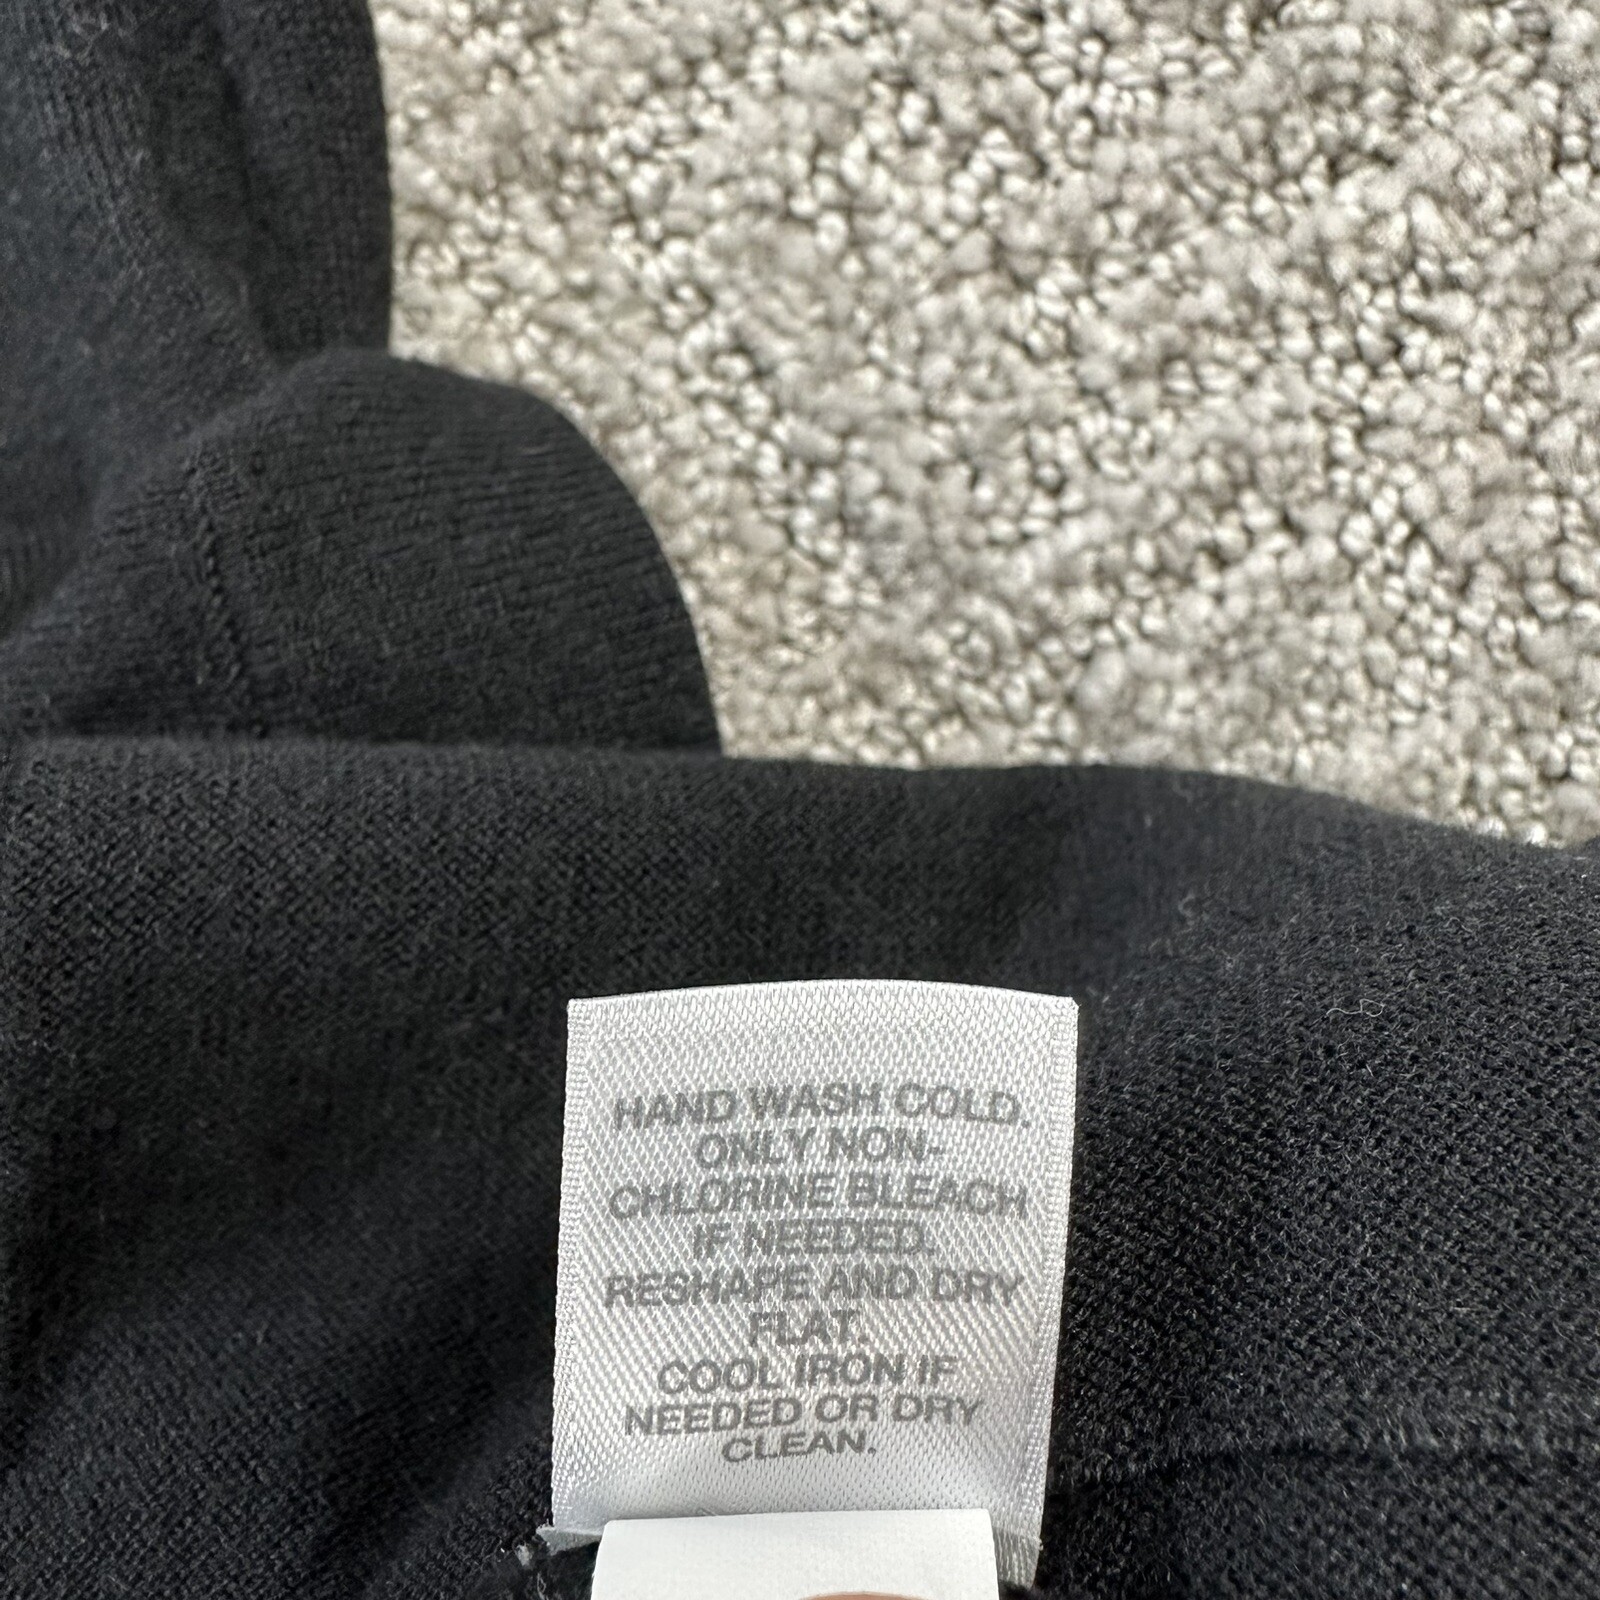 HAND WASH COLD.
ONLY NON-
CHLORINE BLEACH
IF NEEDED.
RESHAPE AND DRY
FLAT.
COOL IRON IF
NEEDED OR DRY
CLEAN.